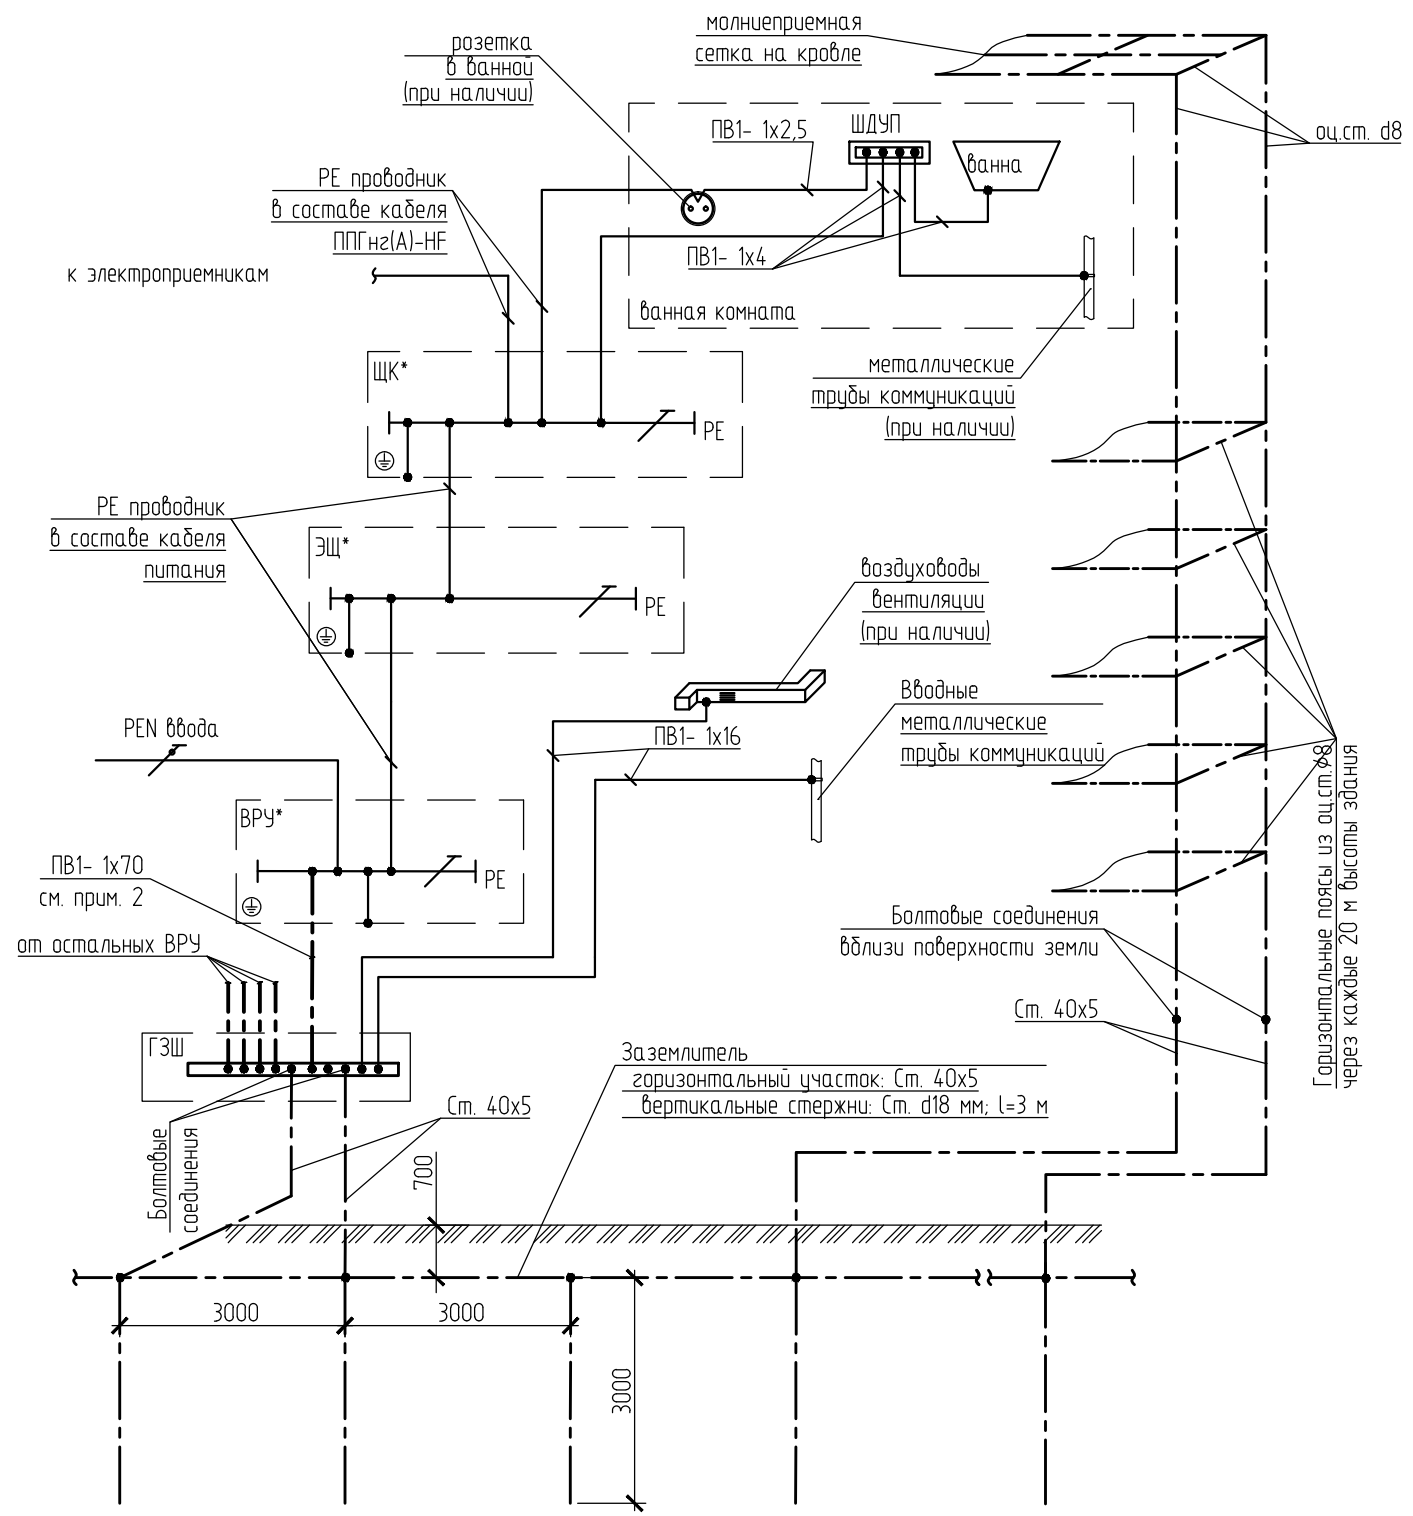 молниеприемная
сетка на кровле
розетка
в ванной
(при наличии)
оц.ст. d8
ПВ1- 1х2,5
ШДУП
ванна
РЕ проводник
в составе кабеля
ППГнг(А)-HF
ПВ1- 1х4
к электроприемникам
ванная комната
ЩК*
РЕ
металлические
трубы коммуникаций
(при наличии)
РЕ проводник
в составе кабеля
питания
ЭЩ*
РЕ
воздуховоды
вентиляции
(при наличии)
Вводные
металлические
трубы коммуникаций
PEN ввода
ПВ1- 1х16
ВРУ*
РЕ
ПВ1- 1х70
см. прим. 2
от остальных ВРУ
Болтовые соединения
вблизи поверхности земли
Ст. 40х5
Горизонтальные поясы из оц.ст.⌀8
через каждые 20 м высоты здания
ГЗШ
Заземлитель
горизонтальный участок: Ст. 40х5
вертикальные стержни: Ст. d18 мм; l=3 м
Ст. 40х5
Болтовые
соединения
700
3000
3000
3000